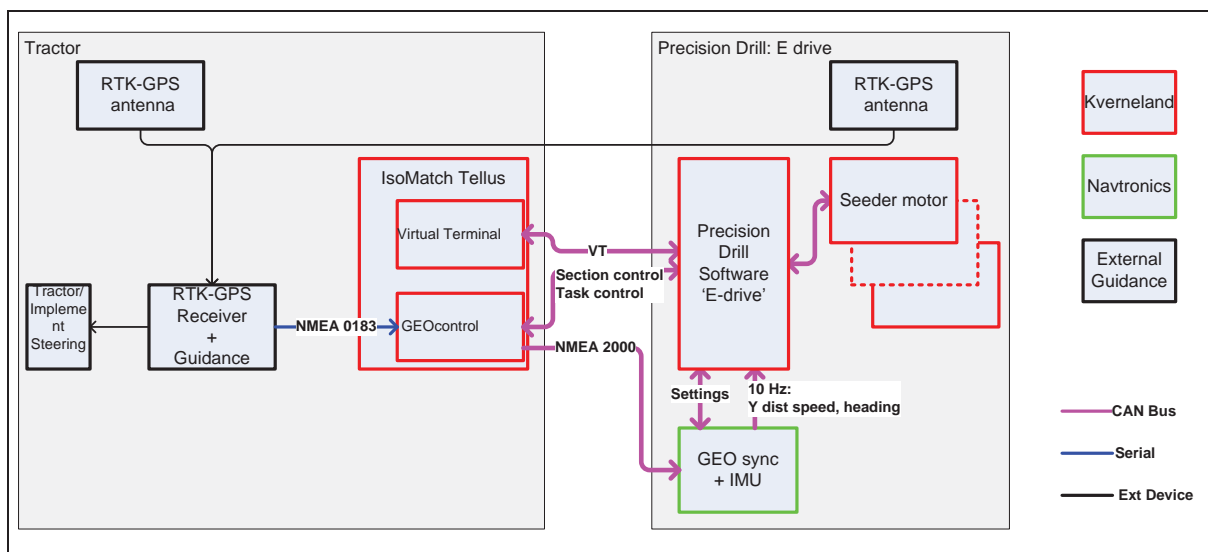 Tractor
RTK-GPS
antenna
IsoMatch Tellus
Virtual Terminal
GEOcontrol
Tractor/
Impleme
nt
Steering
RTK-GPS
Receiver
+
Guidance
NMEA 0183
VT
Section control
Task control
NMEA 2000
Precision Drill: E drive
RTK-GPS
antenna
Precision
Drill
Software
‘E-drive’
Seeder motor
Settings
10 Hz:
Y dist speed, heading
GEO sync
+ IMU
Kverneland
Navtronics
External
Guidance
CAN Bus
Serial
Ext Device